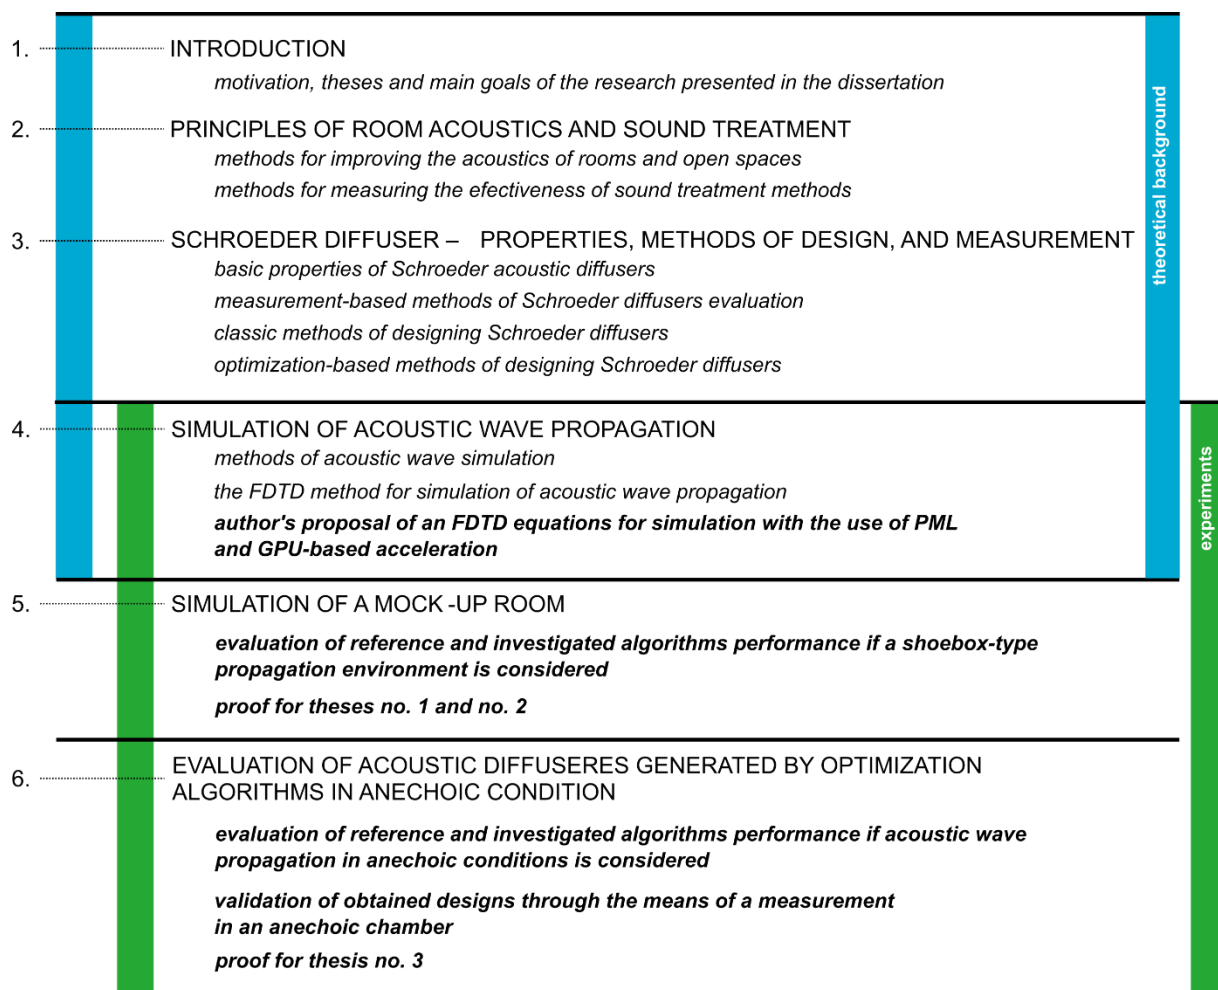 1. INTRODUCTION
motivation, theses and main goals of the research presented in the dissertation
2. PRINCIPLES OF ROOM ACOUSTICS AND SOUND TREATMENT
methods for improving the acoustics of rooms and open spaces
methods for measuring the efectiveness of sound treatment methods
3. SCHROEDER DIFFUSER – PROPERTIES, METHODS OF DESIGN, AND MEASUREMENT
basic properties of Schroeder acoustic diffusers
measurement-based methods of Schroeder diffusers evaluation
classic methods of designing Schroeder diffusers
optimization-based methods of designing Schroeder diffusers
theoretical background
4. SIMULATION OF ACOUSTIC WAVE PROPAGATION
methods of acoustic wave simulation
the FDTD method for simulation of acoustic wave propagation
author's proposal of an FDTD equations for simulation with the use of PML
and GPU-based acceleration
experiments
5. SIMULATION OF A MOCK -UP ROOM
evaluation of reference and investigated algorithms performance if a shoebox-type
propagation environment is considered
proof for theses no. 1 and no. 2
6. EVALUATION OF ACOUSTIC DIFFUSERES GENERATED BY OPTIMIZATION
ALGORITHMS IN ANECHOIC CONDITION
evaluation of reference and investigated algorithms performance if acoustic wave
propagation in anechoic conditions is considered
validation of obtained designs through the means of a measurement
in an anechoic chamber
proof for thesis no. 3